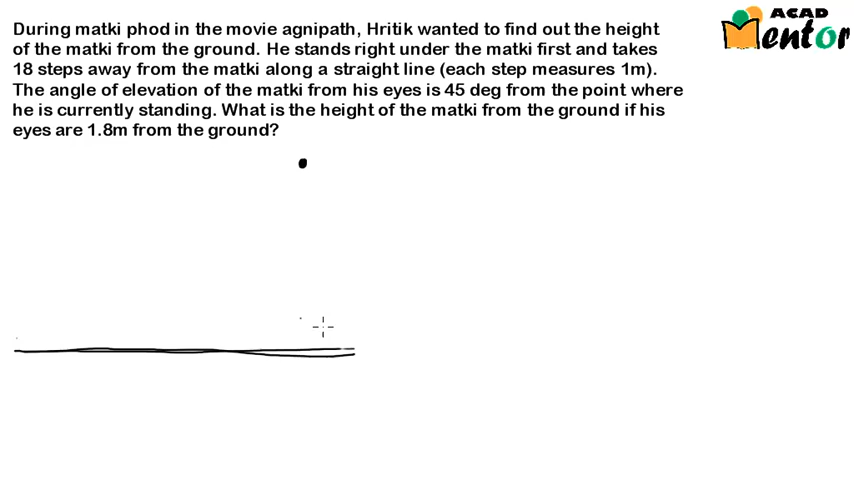 During matki phod in the movie agnipath, Hritik wanted to find out the height
of the matki from the ground. He stands right under the matki first and takes
18 steps away from the matki along a straight line (each step measures 1m).
The angle of elevation of the matki from his eyes is 45 deg from the point where
he is currently standing. What is the height of the matki from the ground if his
eyes are 1.8m from the ground?
ACAD
Mentor